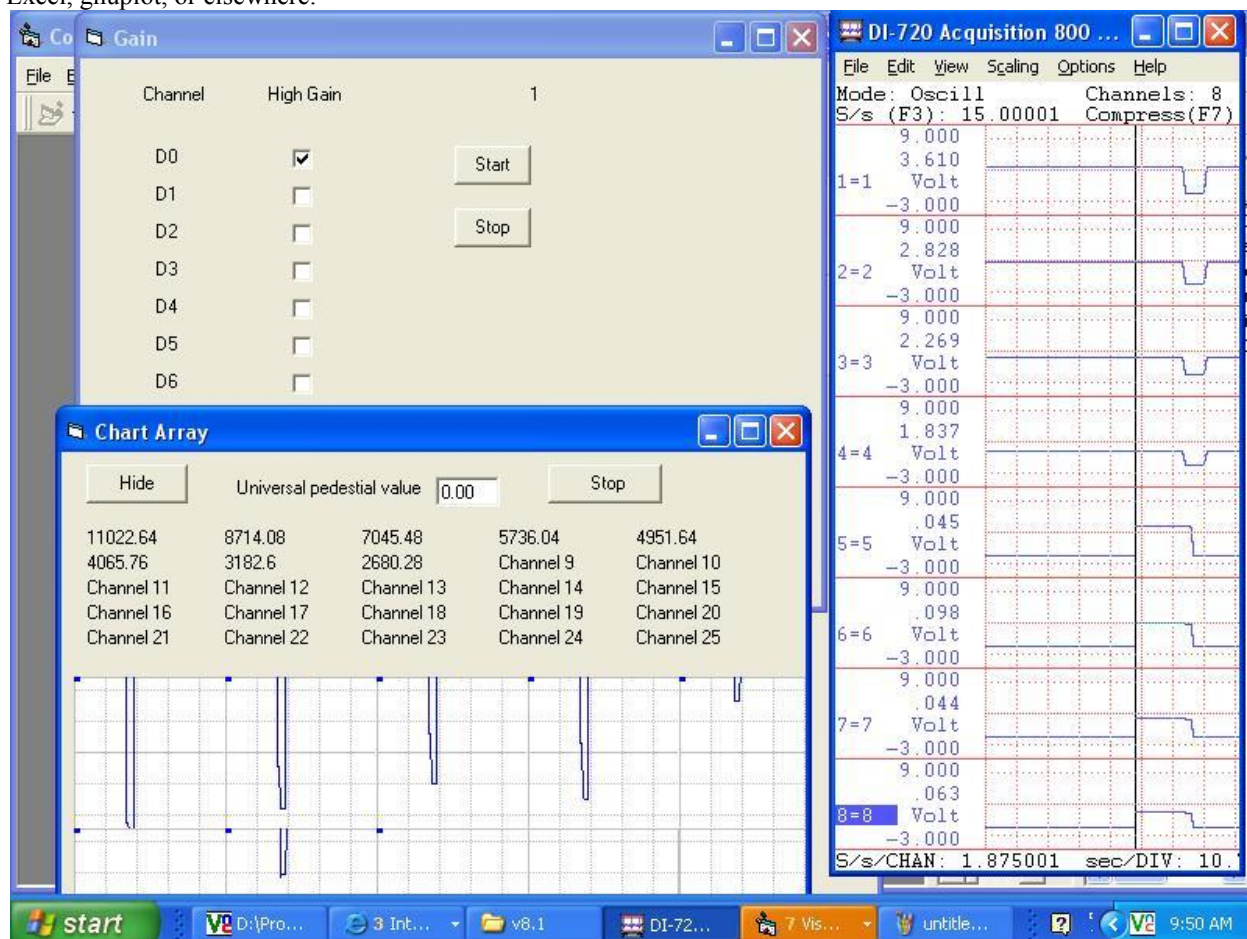 Excel, gnuplot, or elsewhere.
Co
Gain
File E
Channel High Gain 1
D0 Start
D1
D2 Stop
D3
D4
D5
D6
Chart Array
Hide Universal pedestial value 0.00 Stop
11022.64 8714.08 7045.48 5736.04 4951.64
4065.76 3182.6 2680.28 Channel 9 Channel 10
Channel 11 Channel 12 Channel 13 Channel 14 Channel 15
Channel 16 Channel 17 Channel 18 Channel 19 Channel 20
Channel 21 Channel 22 Channel 23 Channel 24 Channel 25
DI-720 Acquisition 800 ...
File Edit View Scaling Options Help
Mode: Oscill Channels: 8
S/s (F3): 15.00001 Compress(F7)
9.000
3.610
1=1 Volt
-3.000
9.000
2.828
2=2 Volt
-3.000
9.000
2.269
3=3 Volt
-3.000
9.000
1.837
4=4 Volt
-3.000
9.000
.045
5=5 Volt
-3.000
9.000
.098
6=6 Volt
-3.000
9.000
.044
7=7 Volt
-3.000
9.000
.063
8=8 Volt
-3.000
S/s/CHAN: 1.875001 sec/DIV: 10.
start D:\Pro... 3 Int... v8.1 DI-72... 7 Vis... untitle... 9:50 AM